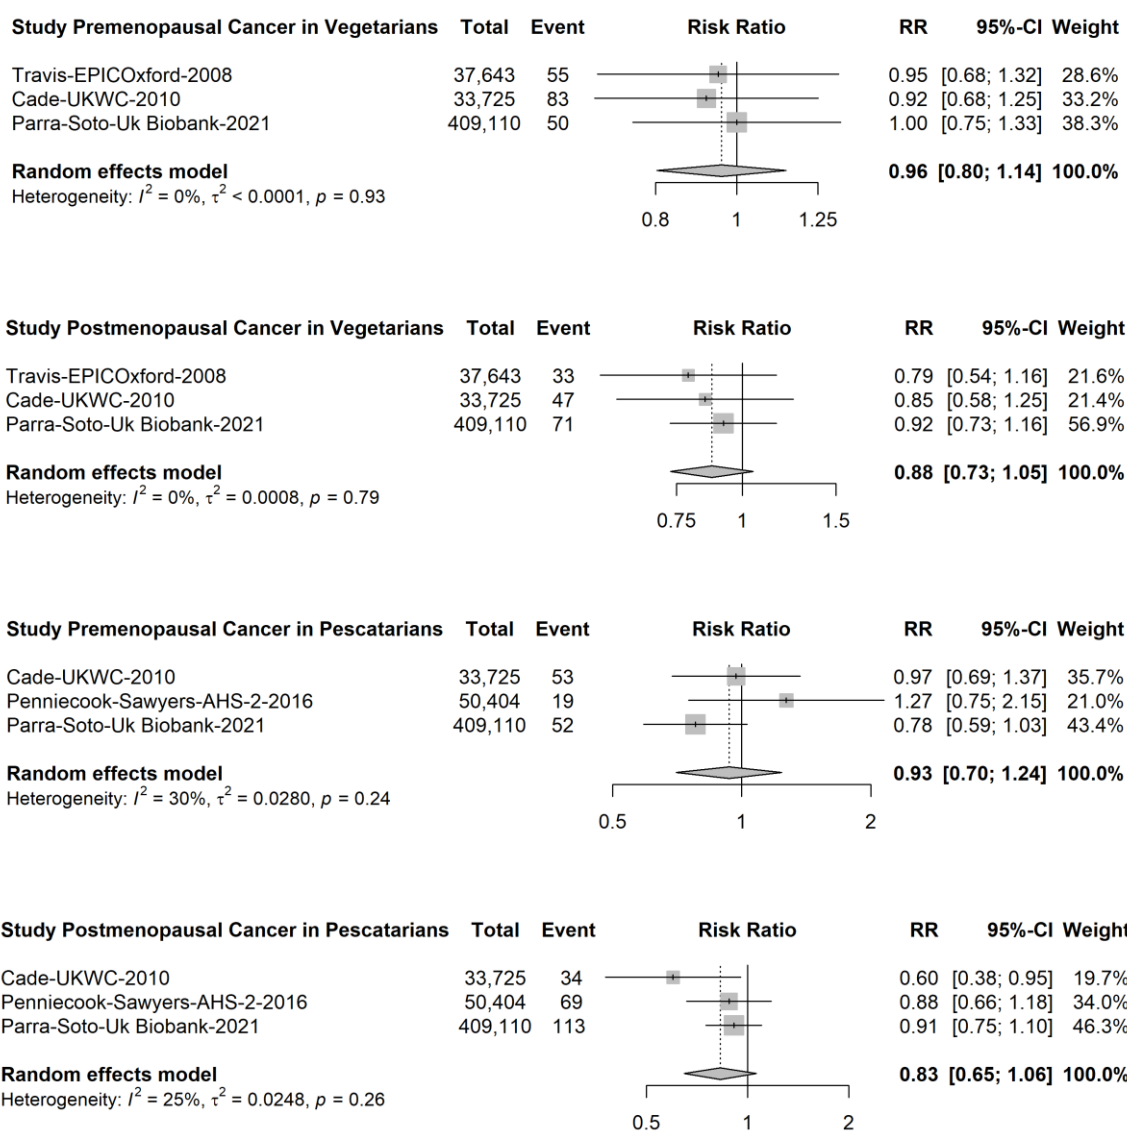 Study Premenopausal Cancer in Vegetarians Total Event Risk Ratio RR 95%-CI Weight
Travis-EPICOxford-2008 37,643 55 0.95 [0.68; 1.32] 28.6%
Cade-UKWC-2010 33,725 83 0.92 [0.68; 1.25] 33.2%
Parra-Soto-Uk Biobank-2021 409,110 50 1.00 [0.75; 1.33] 38.3%
Random effects model 0.96 [0.80; 1.14] 100.0%
Heterogeneity: I² = 0%, τ² < 0.0001, p = 0.93
0.8 1 1.25
Study Postmenopausal Cancer in Vegetarians Total Event Risk Ratio RR 95%-CI Weight
Travis-EPICOxford-2008 37,643 33 0.79 [0.54; 1.16] 21.6%
Cade-UKWC-2010 33,725 47 0.85 [0.58; 1.25] 21.4%
Parra-Soto-Uk Biobank-2021 409,110 71 0.92 [0.73; 1.16] 56.9%
Random effects model 0.88 [0.73; 1.05] 100.0%
Heterogeneity: I² = 0%, τ² = 0.0008, p = 0.79
0.75 1 1.5
Study Premenopausal Cancer in Pescatarians Total Event Risk Ratio RR 95%-CI Weight
Cade-UKWC-2010 33,725 53 0.97 [0.69; 1.37] 35.7%
Penniecook-Sawyers-AHS-2-2016 50,404 19 1.27 [0.75; 2.15] 21.0%
Parra-Soto-Uk Biobank-2021 409,110 52 0.78 [0.59; 1.03] 43.4%
Random effects model 0.93 [0.70; 1.24] 100.0%
Heterogeneity: I² = 30%, τ² = 0.0280, p = 0.24
0.5 1 2
Study Postmenopausal Cancer in Pescatarians Total Event Risk Ratio RR 95%-CI Weight
Cade-UKWC-2010 33,725 34 0.60 [0.38; 0.95] 19.7%
Penniecook-Sawyers-AHS-2-2016 50,404 69 0.88 [0.66; 1.18] 34.0%
Parra-Soto-Uk Biobank-2021 409,110 113 0.91 [0.75; 1.10] 46.3%
Random effects model 0.83 [0.65; 1.06] 100.0%
Heterogeneity: I² = 25%, τ² = 0.0248, p = 0.26
0.5 1 2